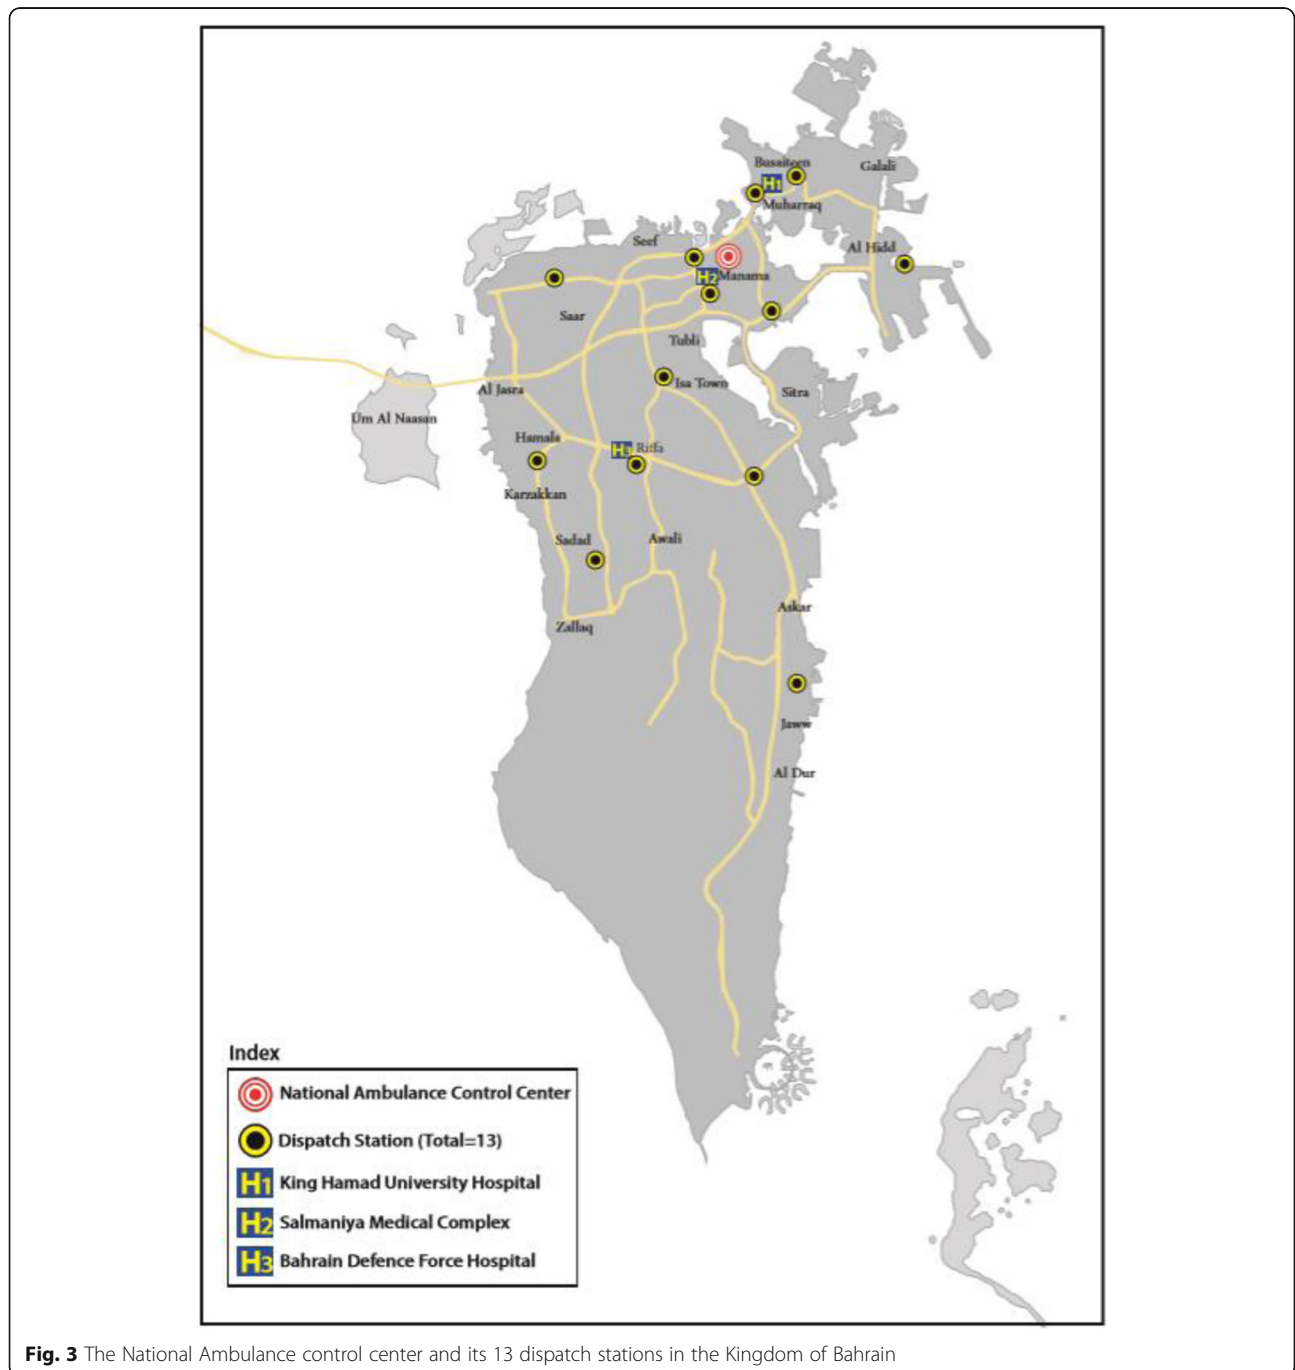 Busaiteen
Galali
H1
Muharraq
Seef
Al Hidd
H2 Manama
Saar
Tubli
Isa Town
Al Jasra
Sitra
Um Al Naasan
Hamala
H3 Riffa
Karzakkan
Sadad
Awali
Askar
Zallaq
Jaww
Al Dur
Index
National Ambulance Control Center
Dispatch Station (Total=13)
H1 King Hamad University Hospital
H2 Salmaniya Medical Complex
H3 Bahrain Defence Force Hospital
Fig. 3 The National Ambulance control center and its 13 dispatch stations in the Kingdom of Bahrain